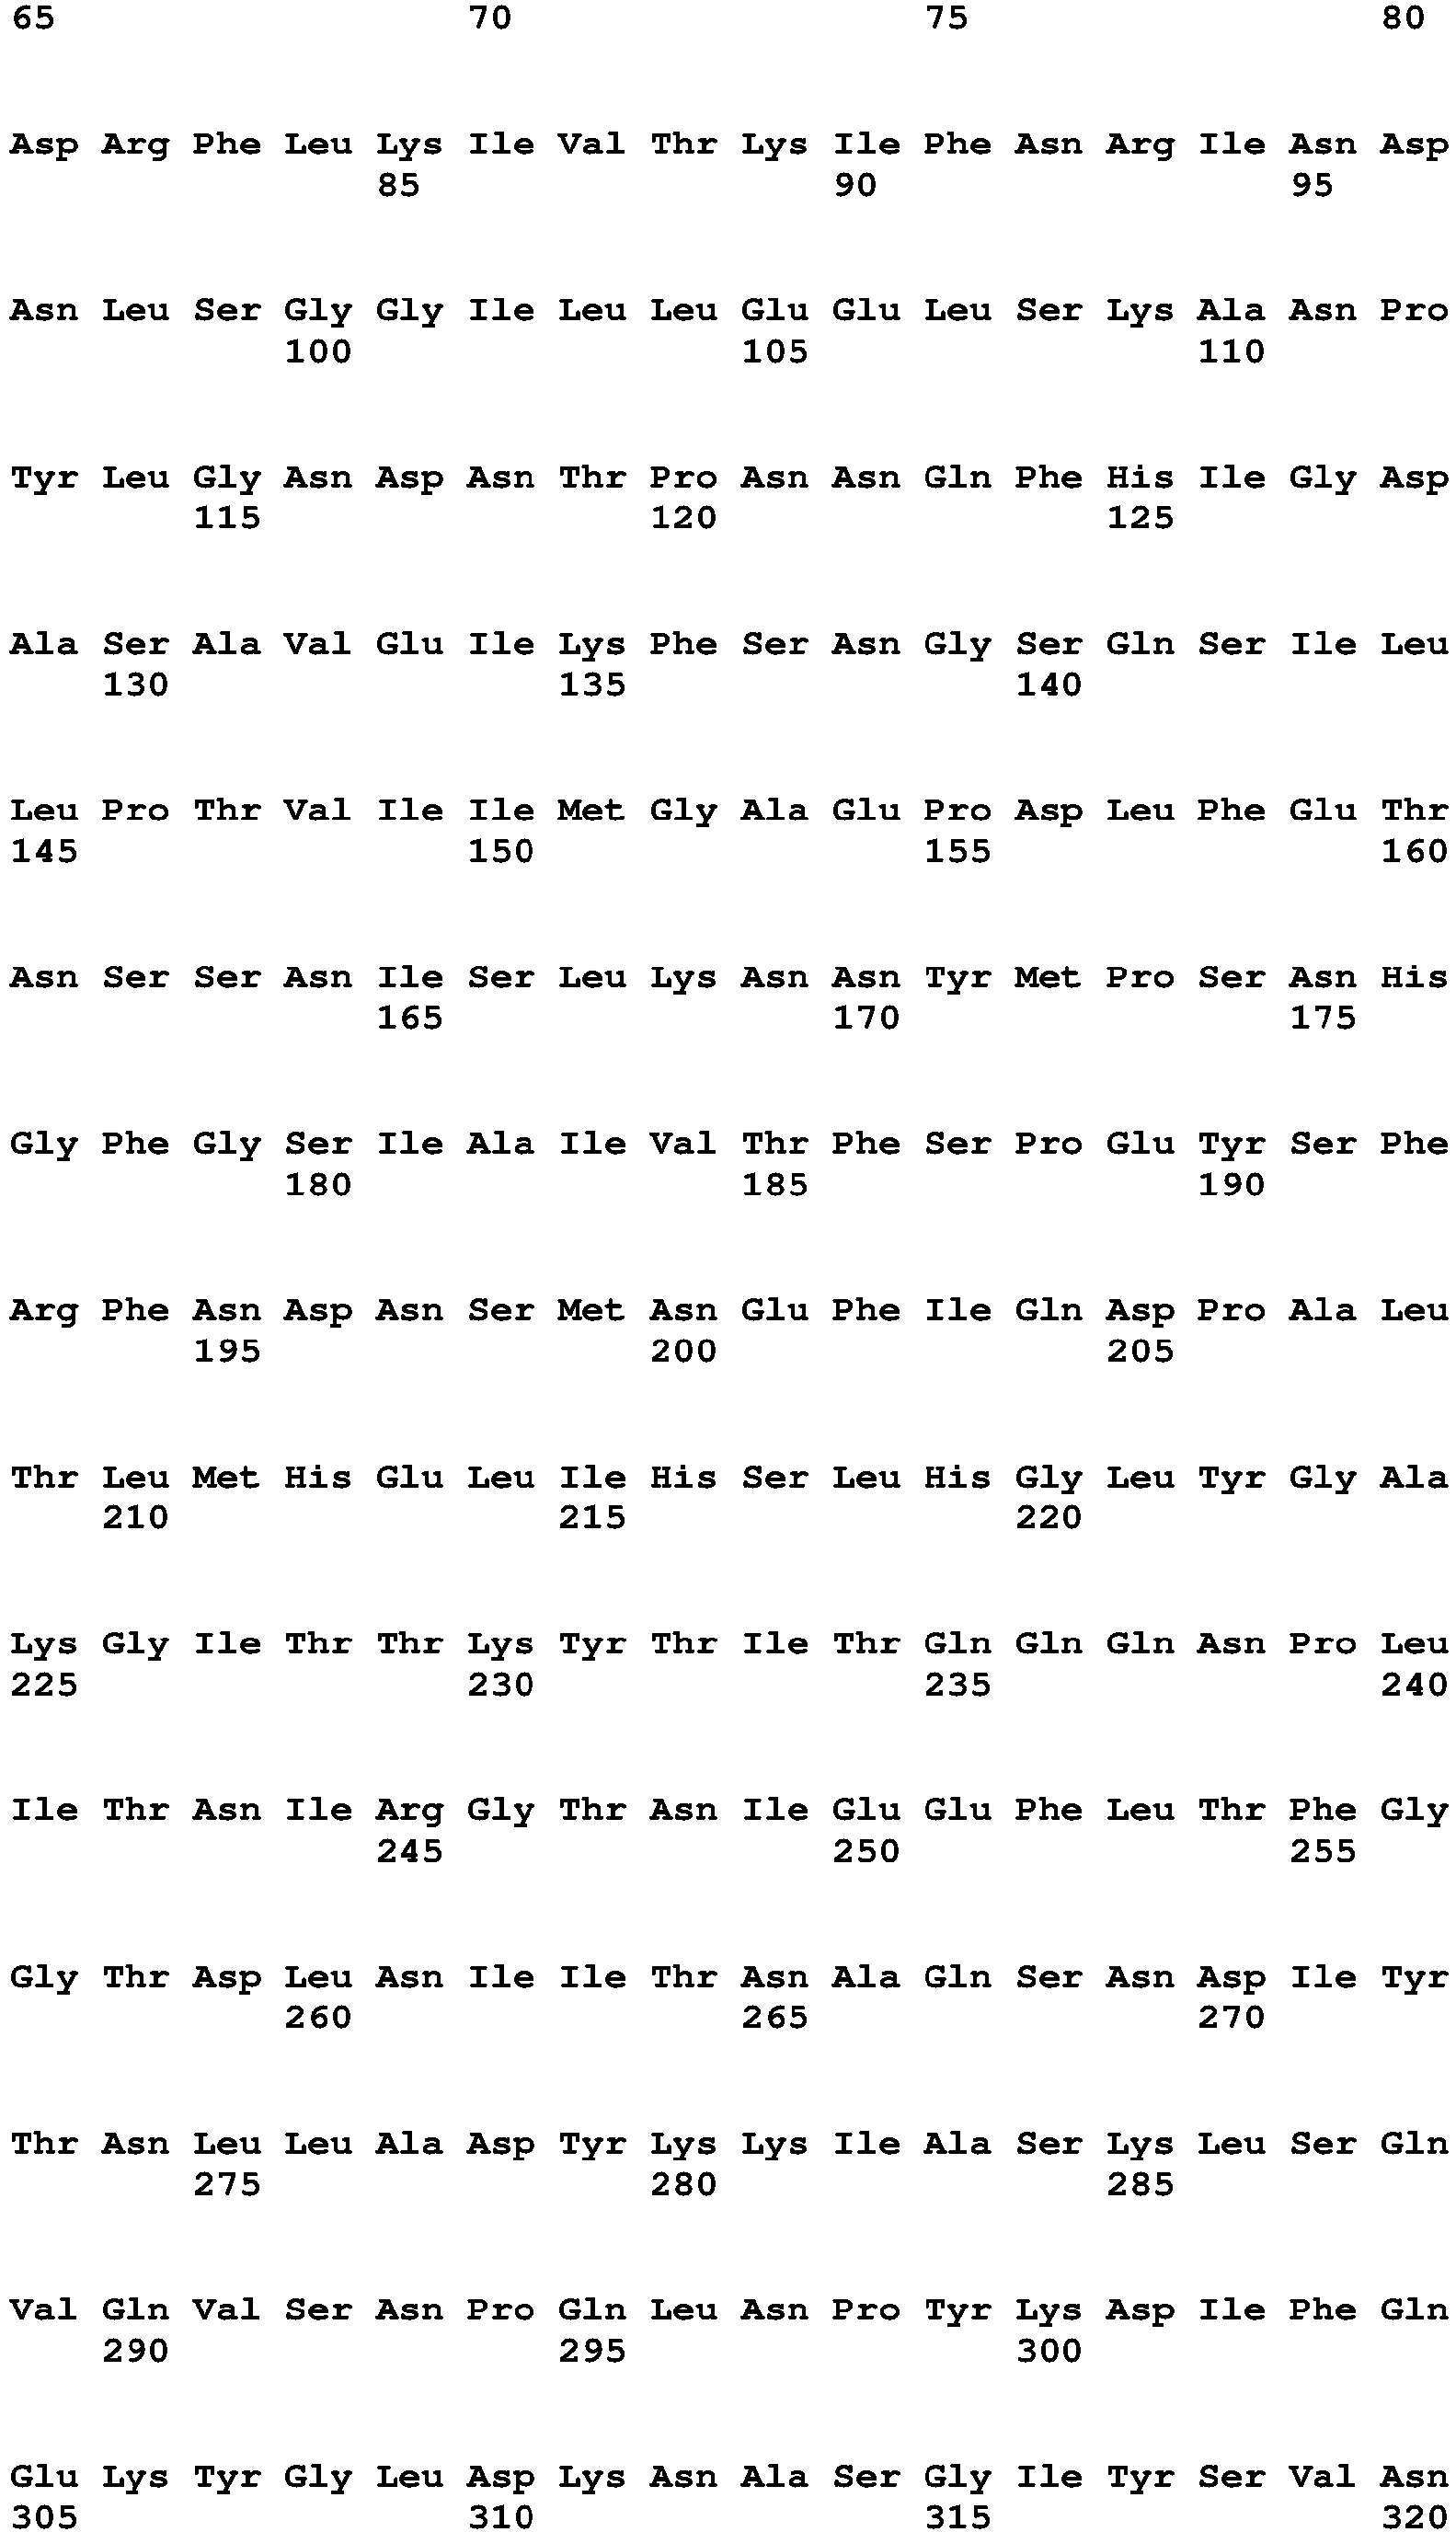 65 70 75 80
Asp Arg Phe Leu Lys Ile Val Thr Lys Ile Phe Asn Arg Ile Asn Asp
85 90 95
Asn Leu Ser Gly Gly Ile Leu Leu Glu Glu Leu Ser Lys Ala Asn Pro
100 105 110
Tyr Leu Gly Asn Asp Asn Thr Pro Asn Asn Gln Phe His Ile Gly Asp
115 120 125
Ala Ser Ala Val Glu Ile Lys Phe Ser Asn Gly Ser Gln Ser Ile Leu
130 135 140
Leu Pro Thr Val Ile Ile Met Gly Ala Glu Pro Asp Leu Phe Glu Thr
145 150 155 160
Asn Ser Ser Asn Ile Ser Leu Lys Asn Asn Tyr Met Pro Ser Asn His
165 170 175
Gly Phe Gly Ser Ile Ala Ile Val Thr Phe Ser Pro Glu Tyr Ser Phe
180 185 190
Arg Phe Asn Asp Asn Ser Met Asn Glu Phe Ile Gln Asp Pro Ala Leu
195 200 205
Thr Leu Met His Glu Leu Ile His Ser Leu His Gly Leu Tyr Gly Ala
210 215 220
Lys Gly Ile Thr Thr Lys Tyr Thr Ile Thr Gln Gln Gln Asn Pro Leu
225 230 235 240
Ile Thr Asn Ile Arg Gly Thr Asn Ile Glu Glu Phe Leu Thr Phe Gly
245 250 255
Gly Thr Asp Leu Asn Ile Ile Thr Asn Ala Gln Ser Asn Asp Ile Tyr
260 265 270
Thr Asn Leu Leu Ala Asp Tyr Lys Lys Ile Ala Ser Lys Leu Ser Gln
275 280 285
Val Gln Val Ser Asn Pro Gln Leu Asn Pro Tyr Lys Asp Ile Phe Gln
290 295 300
Glu Lys Tyr Gly Leu Asp Lys Asn Ala Ser Gly Ile Tyr Ser Val Asn
305 310 315 320